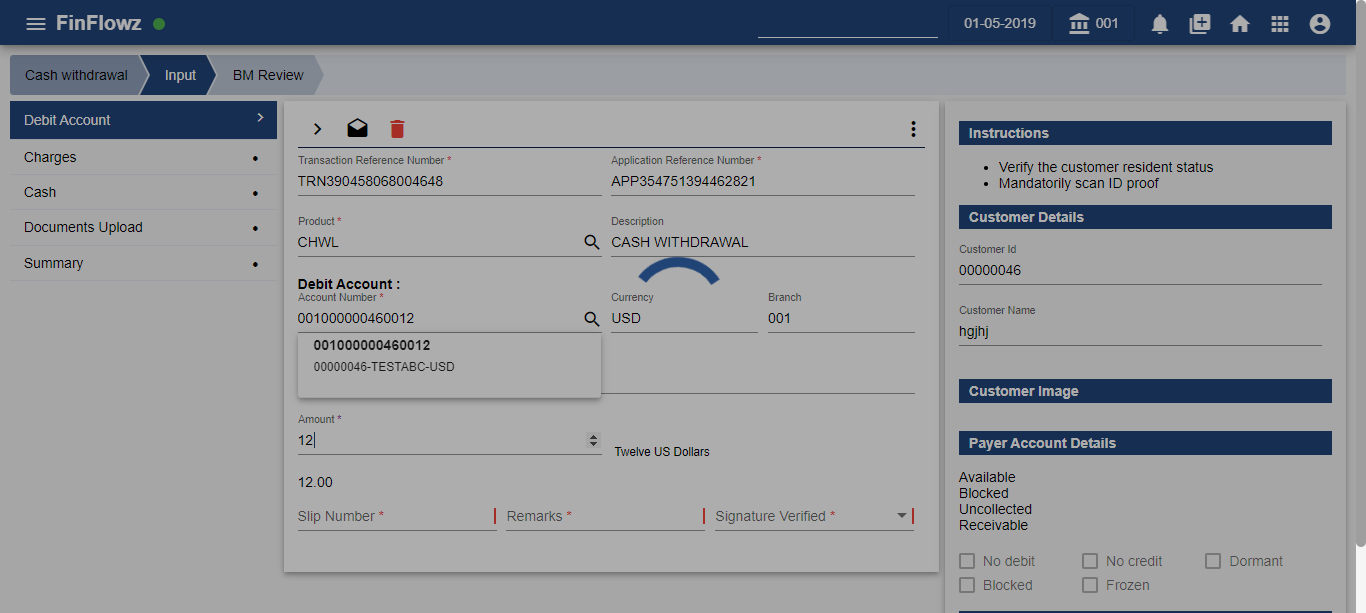 FinFlowz
01-05-2019
001
Cash withdrawal
Input
BM Review
Debit Account
Charges
Cash
Documents Upload
Summary
Transaction Reference Number *
TRN390458068004648
Application Reference Number *
APP354751394462821
Product *
CHWL
Description
CASH WITHDRAWAL
Debit Account :
Account Number *
001000000460012
Currency
USD
Branch
001
001000000460012
00000046-TESTABC-USD
Amount *
12
Twelve US Dollars
12.00
Slip Number *
Remarks *
Signature Verified *
Instructions
• Verify the customer resident status
• Mandatorily scan ID proof
Customer Details
Customer Id
00000046
Customer Name
hgjhj
Customer Image
Payer Account Details
Available
Blocked
Uncollected
Receivable
No debit
No credit
Dormant
Blocked
Frozen